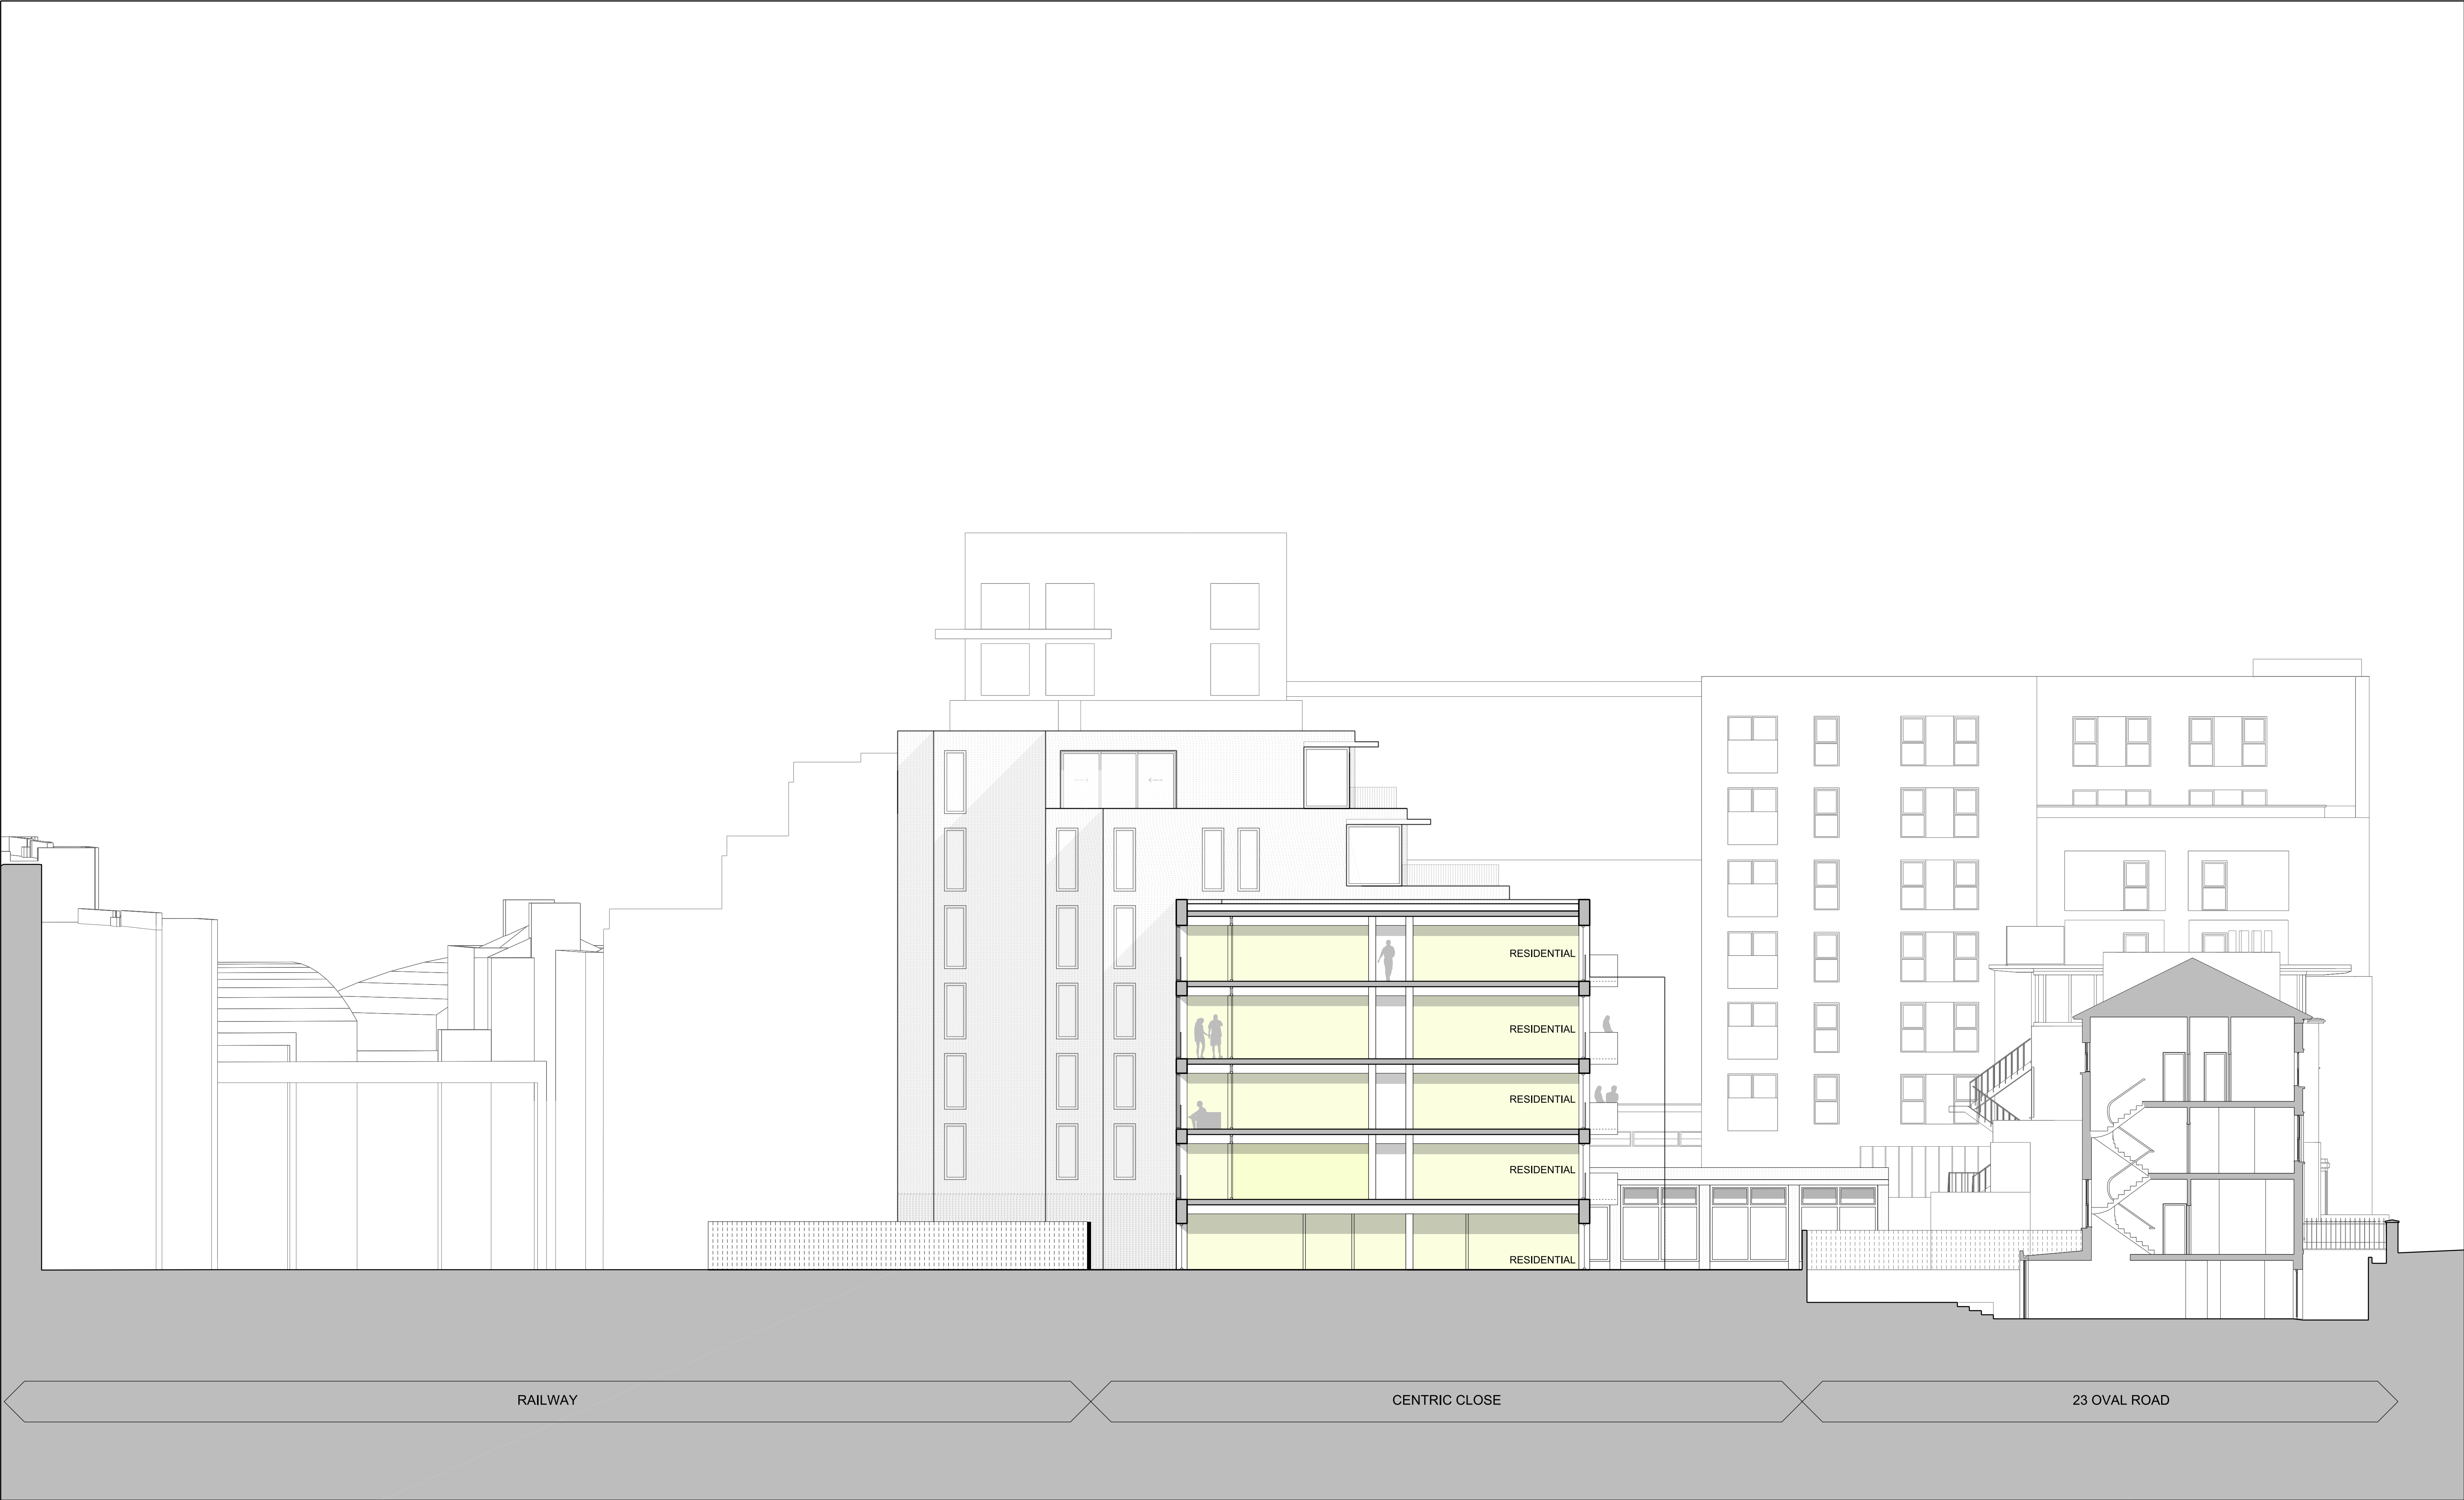 RESIDENTIAL
RESIDENTIAL
RESIDENTIAL
RESIDENTIAL
RESIDENTIAL
RAILWAY
CENTRIC CLOSE
23 OVAL ROAD